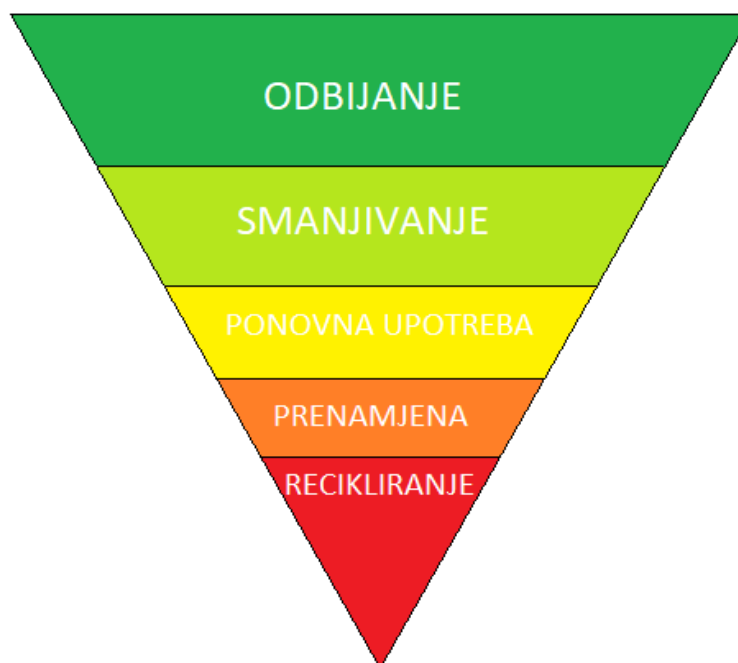 ODBIJANJE
SMANJIVANJE
PONOVNA UPOTREBA
PRENAMJENA
RECIKLIRANJE